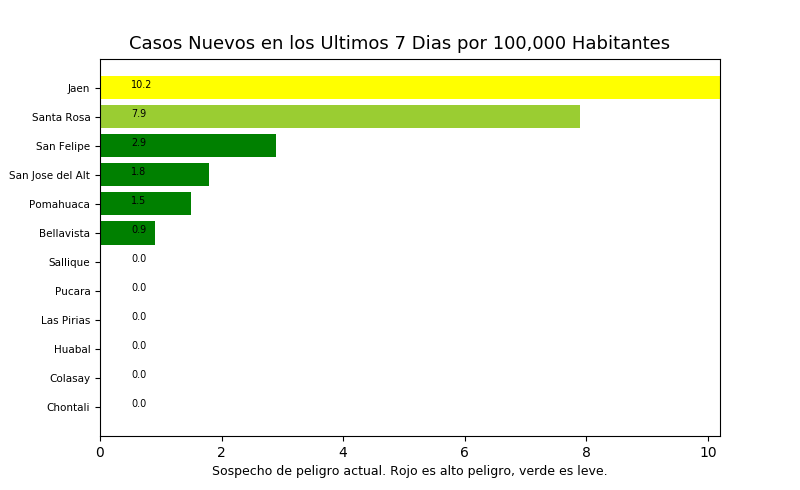 Casos Nuevos en los Ultimos 7 Dias por 100,000 Habitantes
Jaen 10.2
Santa Rosa 7.9
San Felipe 2.9
San Jose del Alt 1.8
Pomahuaca 1.5
Bellavista 0.9
Sallique 0.0
Pucara 0.0
Las Pirias 0.0
Huabal 0.0
Colasay 0.0
Chontali 0.0
0 2 4 6 8 10
Sospecho de peligro actual. Rojo es alto peligro, verde es leve.